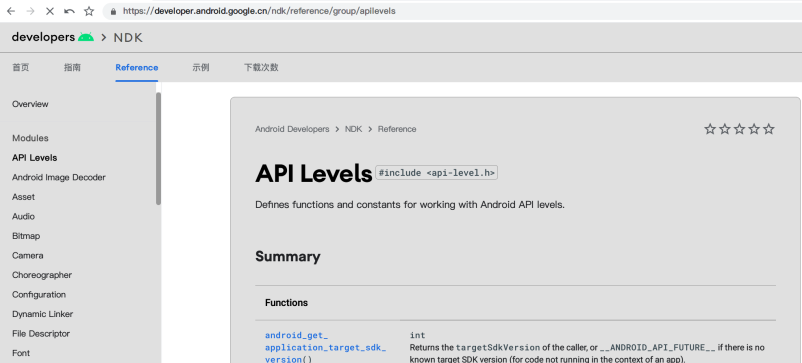 https://developer.android.google.cn/ndk/reference/group/apilevels
developers > NDK
首页 指南 Reference 示例 下载次数
Overview
Modules
API Levels
Android Image Decoder
Asset
Audio
Bitmap
Camera
Choreographer
Configuration
Dynamic Linker
File Descriptor
Font
Android Developers > NDK > Reference
API Levels #include <api-level.h>
Defines functions and constants for working with Android API levels.
Summary
Functions
android_get_
application_target_sdk_
version()
int
Returns the targetSdkVersion of the caller, or __ANDROID_API_FUTURE__ if there is no
known target SDK version (for code not running in the context of an app).